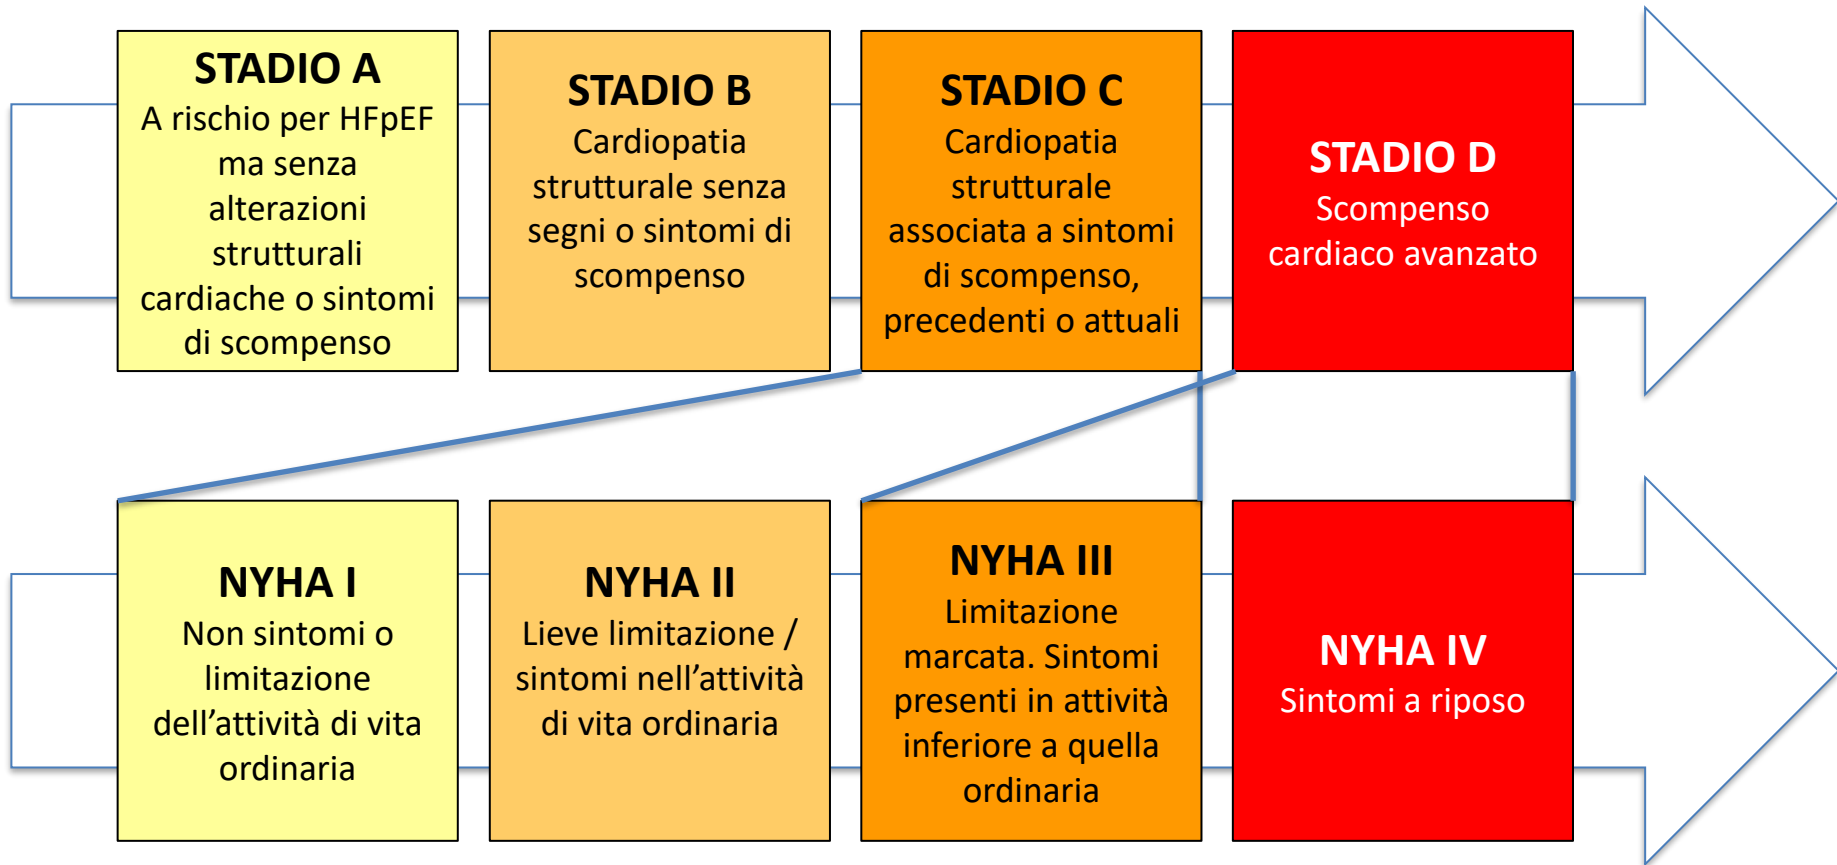 STADIO A
A rischio per HFpEF
ma senza
alterazioni
strutturali
cardiache o sintomi
di scompenso
STADIO B
Cardiopatia
strutturale senza
segni o sintomi di
scompenso
STADIO C
Cardiopatia
strutturale
associata a sintomi
di scompenso,
precedenti o attuali
STADIO D
Scompenso
cardiaco avanzato
NYHA I
Non sintomi o
limitazione
dell’attività di vita
ordinaria
NYHA II
Lieve limitazione /
sintomi nell’attività
di vita ordinaria
NYHA III
Limitazione
marcata. Sintomi
presenti in attività
inferiore a quella
ordinaria
NYHA IV
Sintomi a riposo